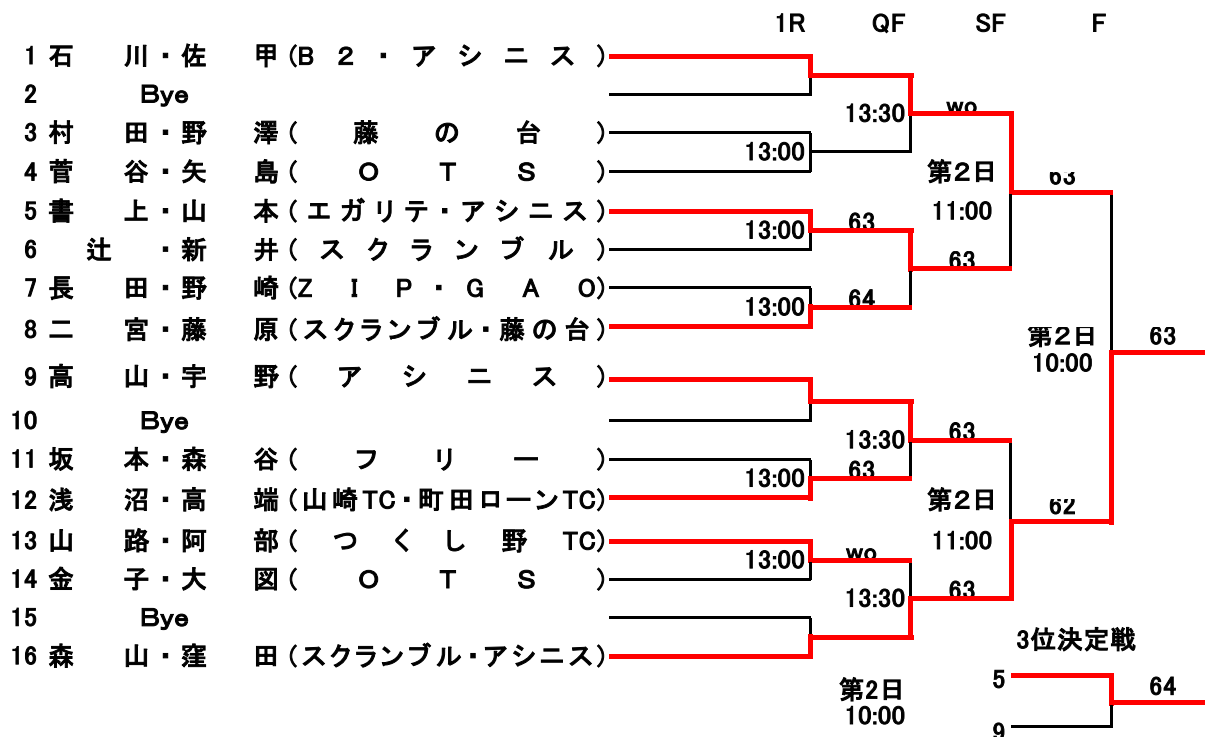 1R QF SF F
1 石 川・佐 甲 (B 2 ・ ア シ ニ ス )
2 Bye
13:30 wo
3 村 田・野 澤 ( 藤 の 台 )
13:00
4 菅 谷・矢 島 ( O T S )
第2日 63
5 書 上・山 本 ( エガリテ・アシニス )
11:00
13:00 63
6 辻 ・新 井 ( ス ク ラ ン ブ ル )
63
7 長 田・野 崎 (Z I P ・ G A O)
13:00 64
8 二 宮・藤 原 (スクランブル・藤の台)
第2日 63
10:00
9 高 山・宇 野 ( ア シ ニ ス )
10 Bye
13:30 63
11 坂 本・森 谷 ( フ リ ー )
13:00 63
12 浅 沼・高 端 (山崎TC・町田ローンTC)
第2日 62
13 山 路・阿 部 ( つ く し 野 TC)
11:00
13:00 wo
14 金 子・大 図 ( O T S )
13:30 63
15 Bye
3位決定戦
16 森 山・窪 田 (スクランブル・アシニス)
5 64
第2日
10:00
9